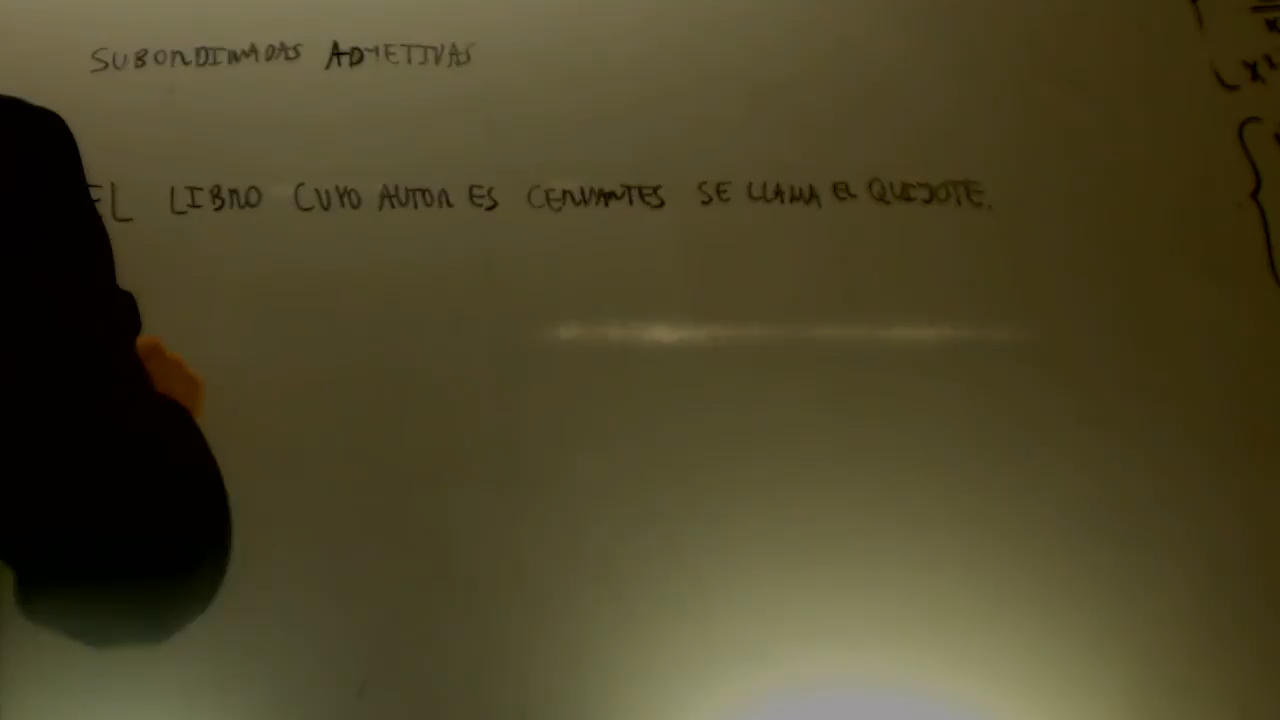 SUBORDINADAS ADJETIVAS
EL LIBRO CUYO AUTOR ES CERVANTES SE LLAMA EL QUIJOTE.